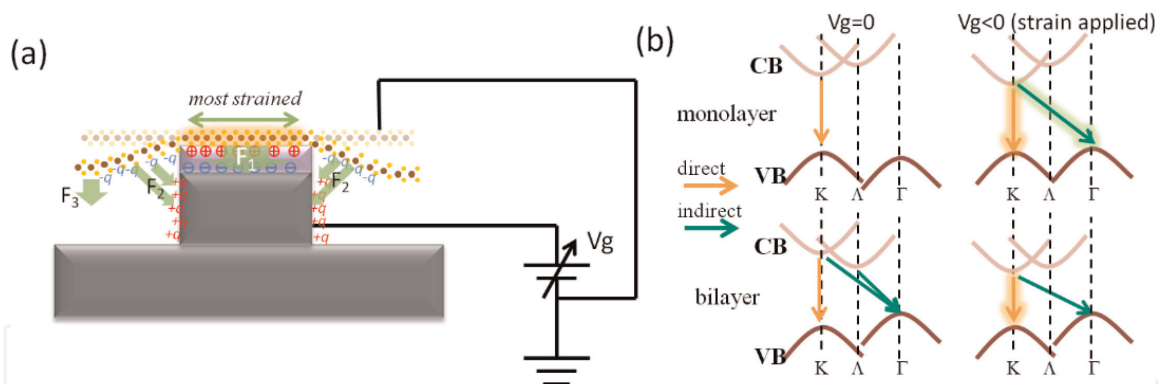 (a)
most strained
⊕⊕⊕ ⊕ ⊕
F1
-q -q -q -q -q
-q -q -q -q
F2
F2
F3
+q
+q
+q
+q
+q
+q
+q
+q
+q
+q
Vg
(b)
Vg=0
Vg<0 (strain applied)
CB
monolayer
VB
K Λ Γ
K Λ Γ
direct
indirect
CB
bilayer
VB
K Λ Γ
K Λ Γ